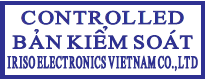 CONTROLLED
BẢN KIỂM SOÁT
IRISO ELECTRONICS VIETNAM CO.,LTD